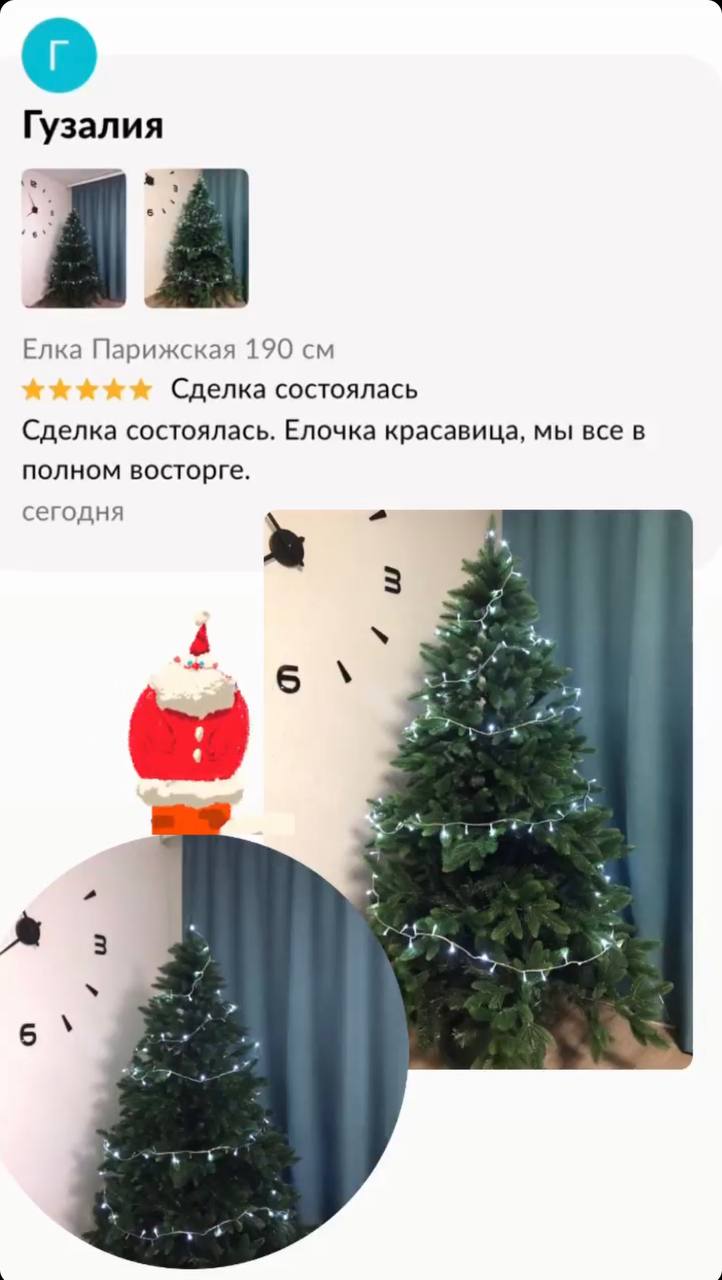 Г
Гузалия
Елка Парижская 190 см
Сделка состоялась
Сделка состоялась. Елочка красавица, мы все в
полном восторге.
сегодня
3
6
3
6